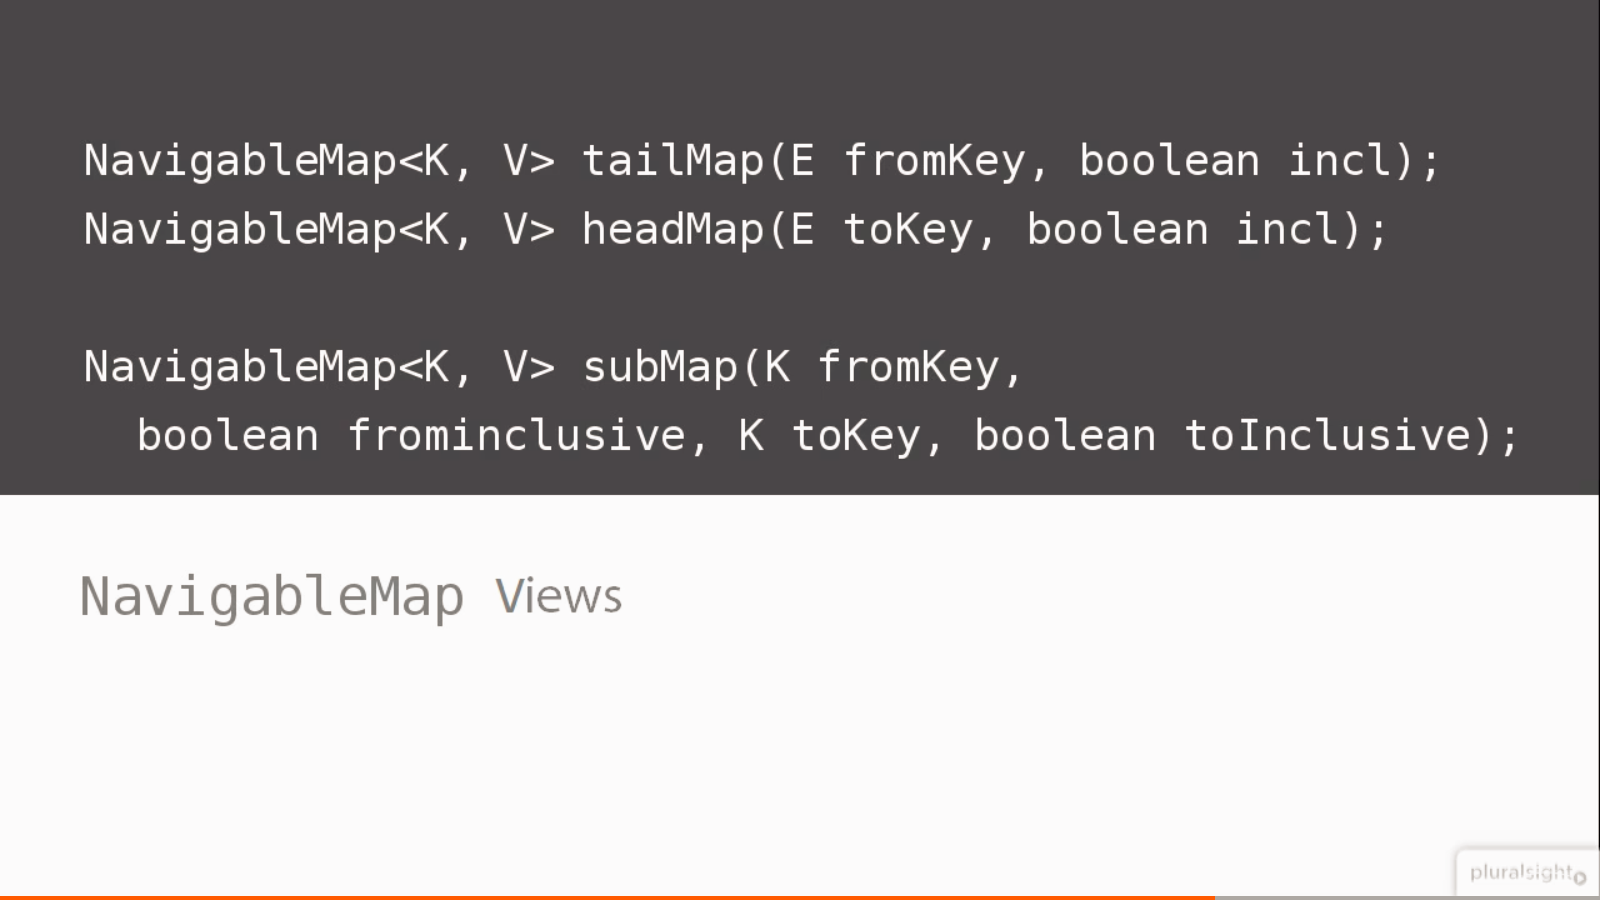 NavigableMap<K, V> tailMap(E fromKey, boolean incl);
NavigableMap<K, V> headMap(E toKey, boolean incl);
NavigableMap<K, V> subMap(K fromKey,
boolean frominclusive, K toKey, boolean toInclusive);
NavigableMap Views
pluralsight